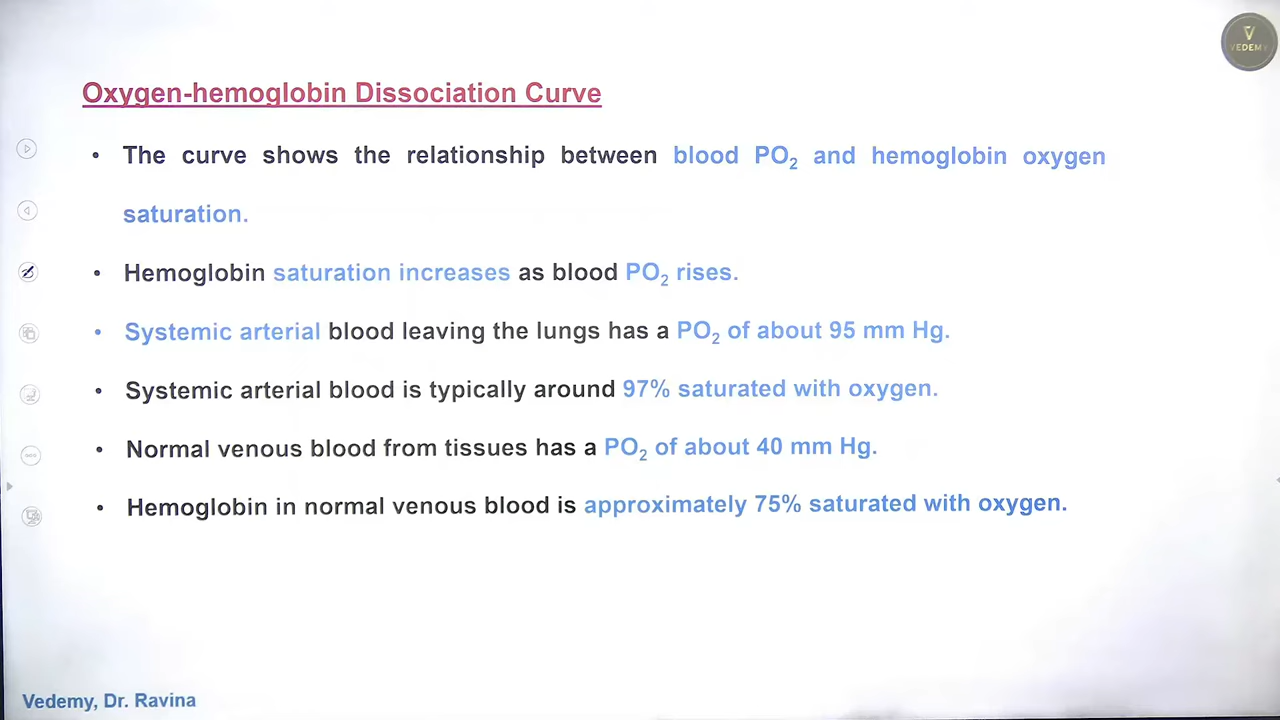 VEDEMY
Oxygen-hemoglobin Dissociation Curve
• The curve shows the relationship between blood PO₂ and hemoglobin oxygen
saturation.
• Hemoglobin saturation increases as blood PO₂ rises.
• Systemic arterial blood leaving the lungs has a PO₂ of about 95 mm Hg.
• Systemic arterial blood is typically around 97% saturated with oxygen.
• Normal venous blood from tissues has a PO₂ of about 40 mm Hg.
• Hemoglobin in normal venous blood is approximately 75% saturated with oxygen.
Vedemy, Dr. Ravina